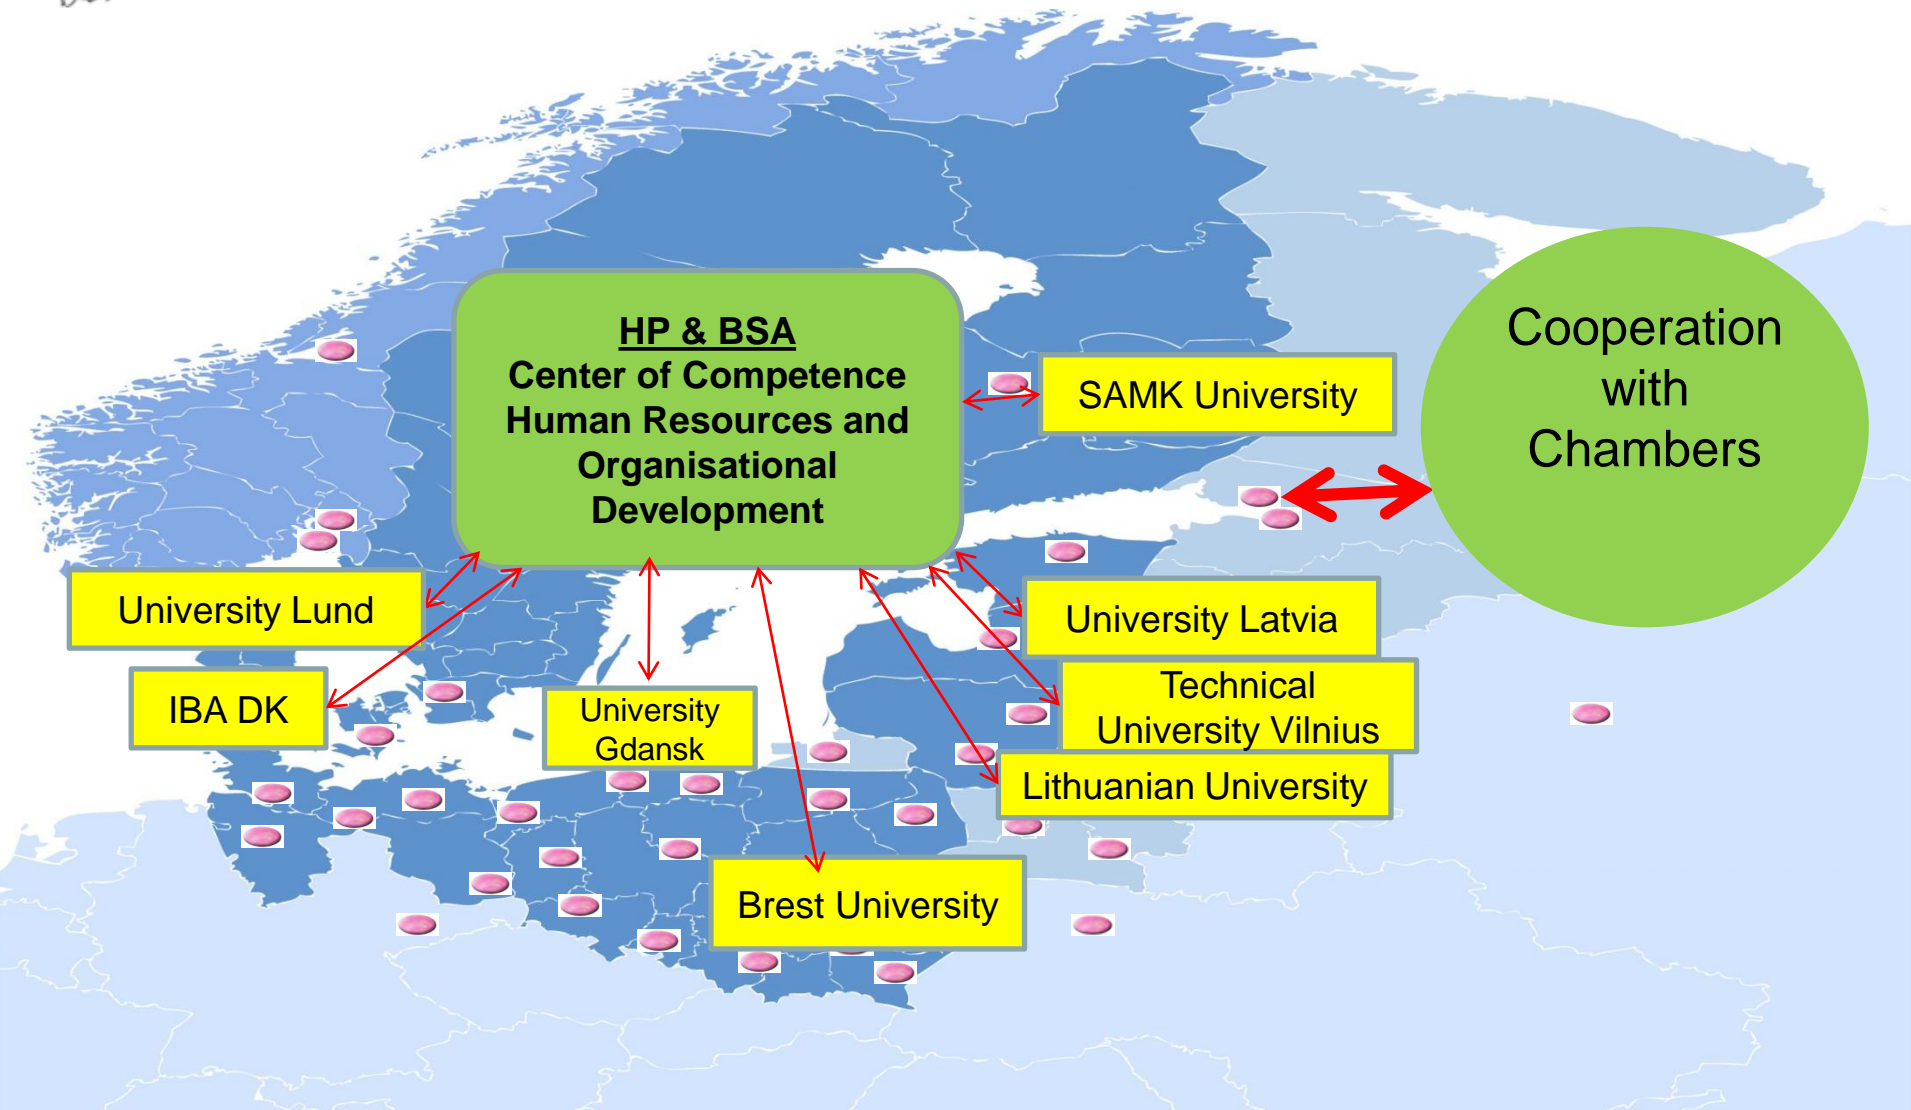 HP & BSA
Center of Competence
Human Resources and
Organisational
Development
Cooperation
with
Chambers
SAMK University
University Lund
IBA DK
University
Gdansk
University Latvia
Technical
University Vilnius
Lithuanian University
Brest University